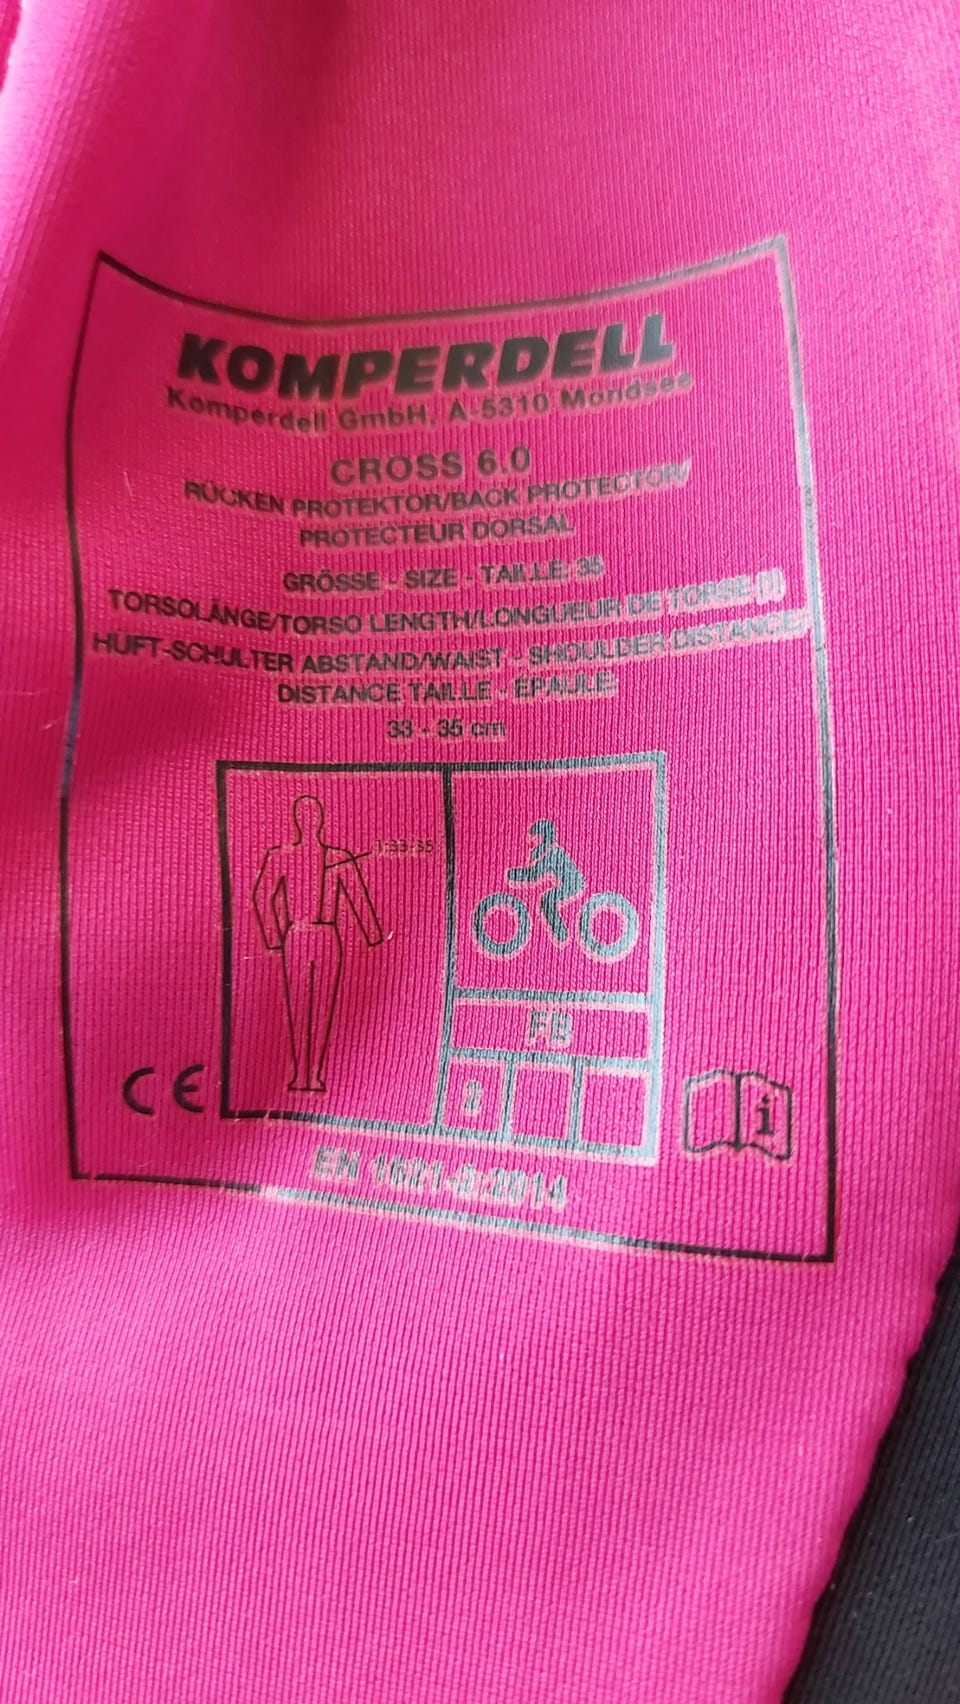 KOMPERDELL
Komperdell GmbH, A-5310 Mondsee
CROSS 6.0
RÜCKEN PROTEKTOR/BACK PROTECTOR/
PROTECTEUR DORSAL
GRÖSSE - SIZE - TAILLE: 35
TORSOLÄNGE/TORSO LENGTH/LONGUEUR DE TORSE (I)
HÜFT-SCHULTER ABSTAND/WAIST - SHOULDER DISTANCE/
DISTANCE TAILLE - ÉPAULE:
33 - 35 cm
1:33-35
FB
2
CE
i
EN 1621-2:2014